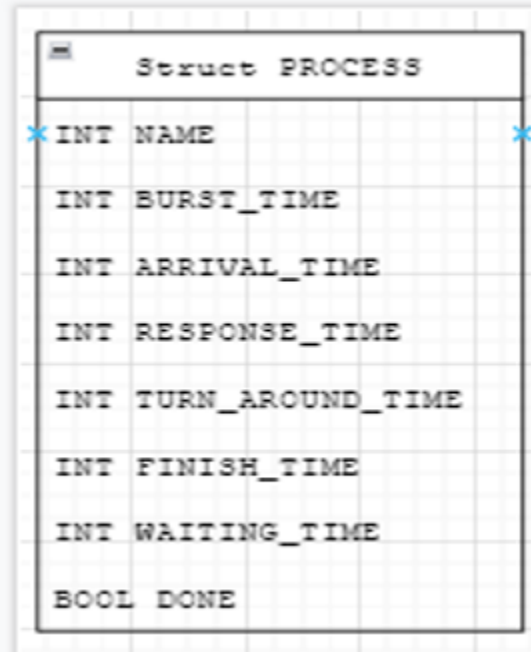 Struct PROCESS
INT NAME
INT BURST_TIME
INT ARRIVAL_TIME
INT RESPONSE_TIME
INT TURN_AROUND_TIME
INT FINISH_TIME
INT WAITING_TIME
BOOL DONE